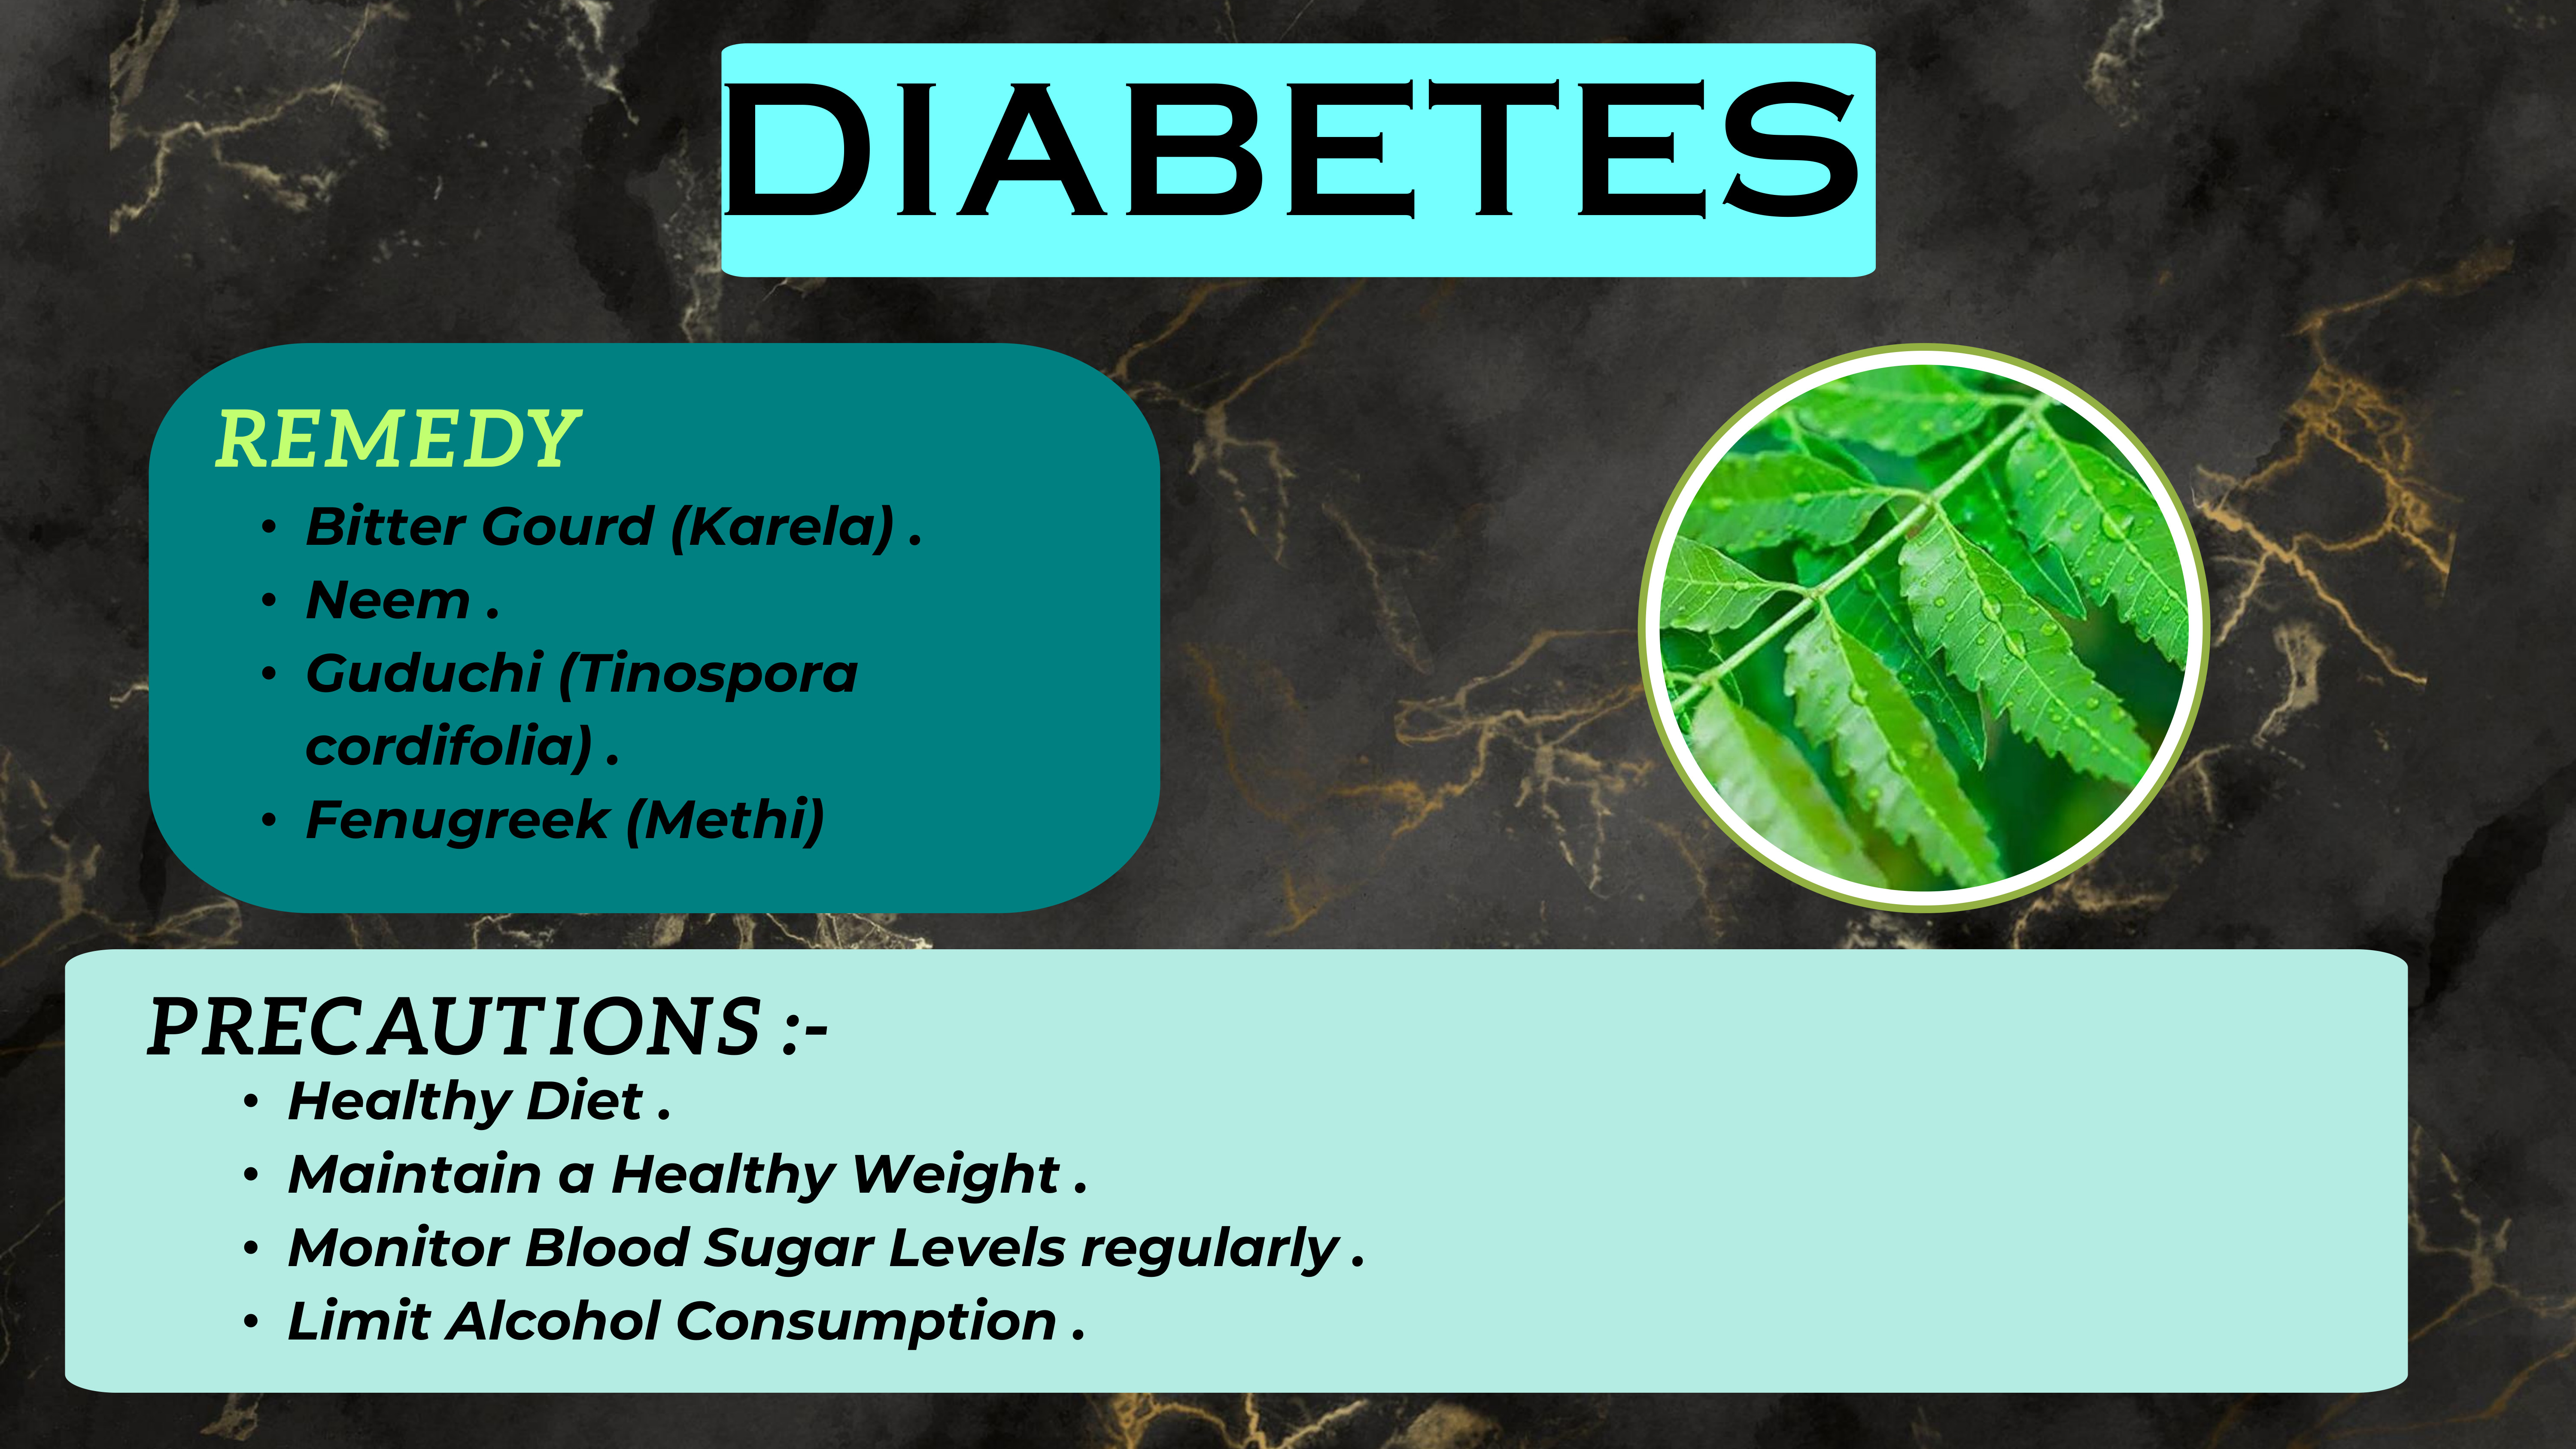 DIABETES
REMEDY
• Bitter Gourd (Karela) .
• Neem .
• Guduchi (Tinospora
cordifolia) .
• Fenugreek (Methi)
PRECAUTIONS :-
• Healthy Diet .
• Maintain a Healthy Weight .
• Monitor Blood Sugar Levels regularly .
• Limit Alcohol Consumption .